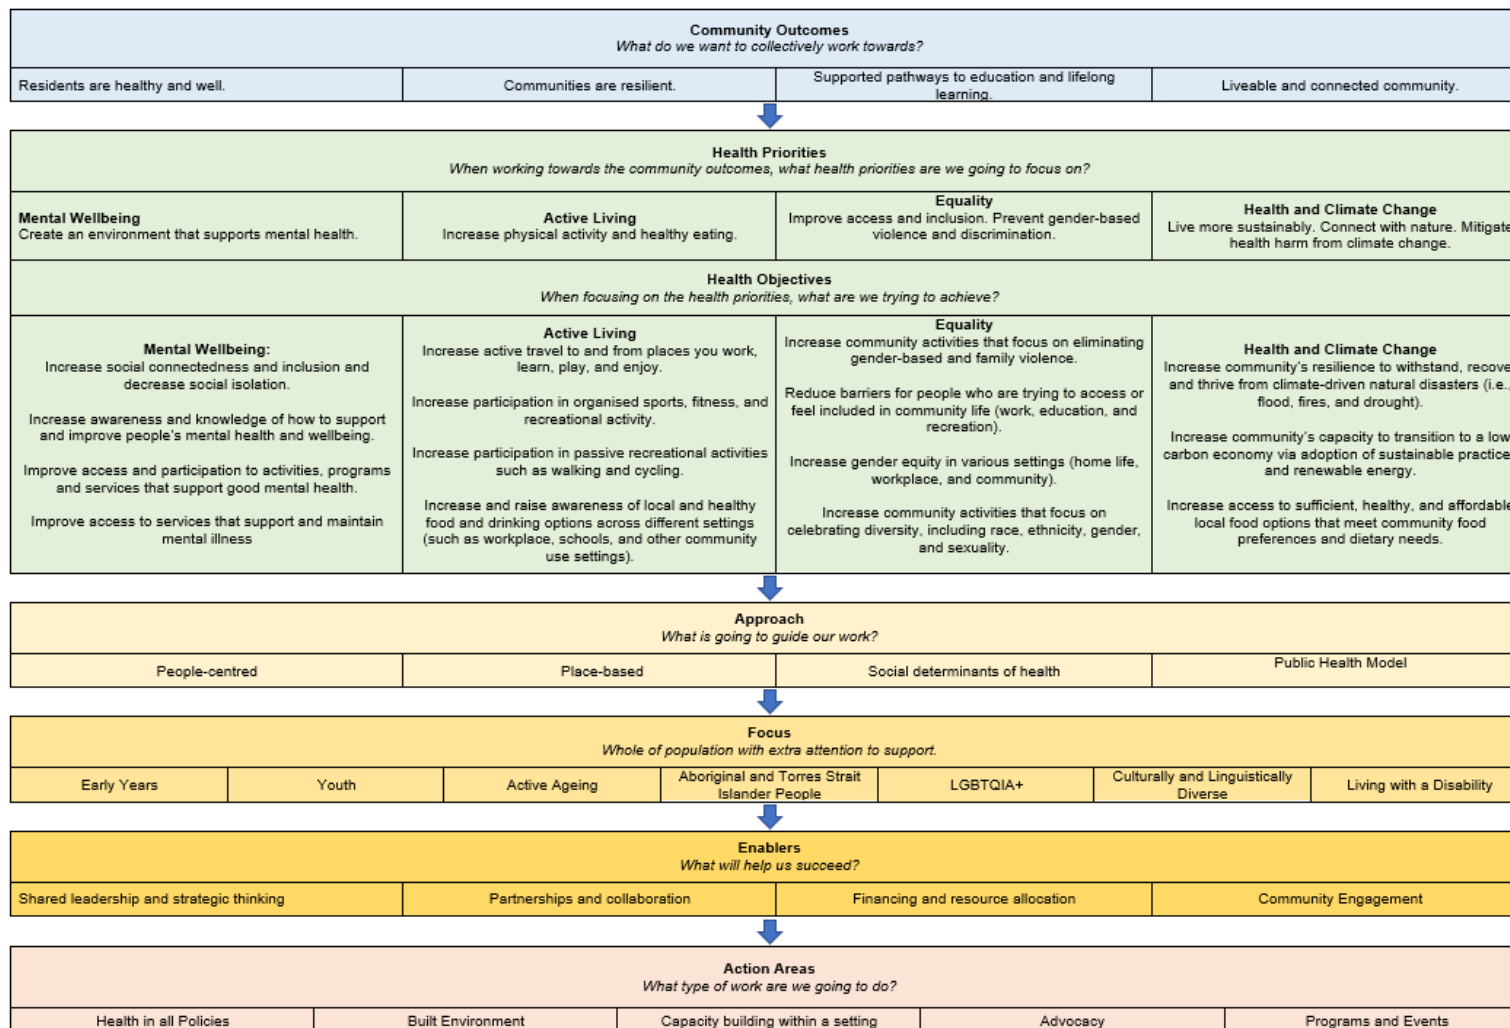 Community Outcomes
What do we want to collectively work towards?
Residents are healthy and well.
Communities are resilient.
Supported pathways to education and lifelong
learning.
Liveable and connected community.
Health Priorities
When working towards the community outcomes, what health priorities are we going to focus on?
Mental Wellbeing
Create an environment that supports mental health.
Active Living
Increase physical activity and healthy eating.
Equality
Improve access and inclusion. Prevent gender-based
violence and discrimination.
Health and Climate Change
Live more sustainably. Connect with nature. Mitigate
health harm from climate change.
Health Objectives
When focusing on the health priorities, what are we trying to achieve?
Mental Wellbeing:
Increase social connectedness and inclusion and
decrease social isolation.
Increase awareness and knowledge of how to support
and improve people's mental health and wellbeing.
Improve access and participation to activities, programs
and services that support good mental health.
Improve access to services that support and maintain
mental illness
Active Living
Increase active travel to and from places you work,
learn, play, and enjoy.
Increase participation in organised sports, fitness, and
recreational activity.
Increase participation in passive recreational activities
such as walking and cycling.
Increase and raise awareness of local and healthy
food and drinking options across different settings
(such as workplace, schools, and other community
use settings).
Equality
Increase community activities that focus on eliminating
gender-based and family violence.
Reduce barriers for people who are trying to access or
feel included in community life (work, education, and
recreation).
Increase gender equity in various settings (home life,
workplace, and community).
Increase community activities that focus on
celebrating diversity, including race, ethnicity, gender,
and sexuality.
Health and Climate Change
Increase community's resilience to withstand, recove
and thrive from climate-driven natural disasters (i.e.,
flood, fires, and drought).
Increase community's capacity to transition to a low
carbon economy via adoption of sustainable practice
and renewable energy.
Increase access to sufficient, healthy, and affordable
local food options that meet community food
preferences and dietary needs.
Approach
What is going to guide our work?
People-centred
Place-based
Social determinants of health
Public Health Model
Focus
Whole of population with extra attention to support.
Early Years
Youth
Active Ageing
Aboriginal and Torres Strait
Islander People
LGBTQIA+
Culturally and Linguistically
Diverse
Living with a Disability
Enablers
What will help us succeed?
Shared leadership and strategic thinking
Partnerships and collaboration
Financing and resource allocation
Community Engagement
Action Areas
What type of work are we going to do?
Health in all Policies
Built Environment
Capacity building within a setting
Advocacy
Programs and Events